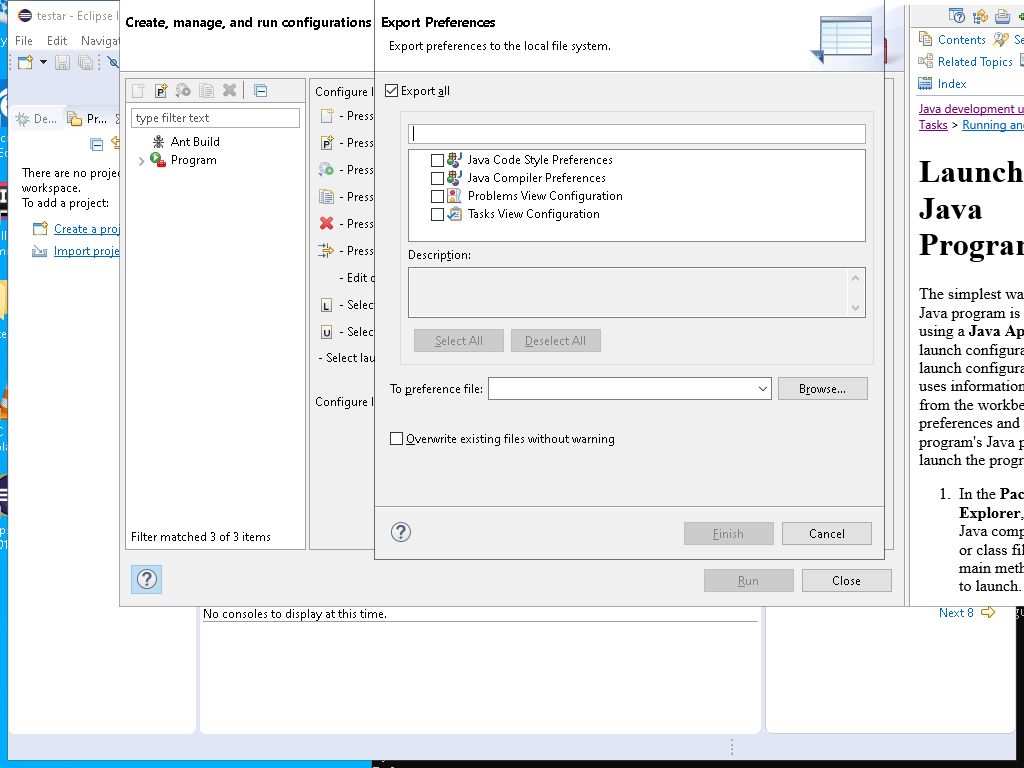 testar - Eclipse I
File Edit Navigat
De...
Pr...
There are no projec
workspace.
To add a project:
Create a proj
Import proje
Create, manage, and run configurations
type filter text
Ant Build
Program
Filter matched 3 of 3 items
Configure l
- Press
- Press
- Press
- Press
- Press
- Press
- Edit c
- Selec
- Selec
- Select lau
Configure l
Run
Close
Export Preferences
Export preferences to the local file system.
Export all
Java Code Style Preferences
Java Compiler Preferences
Problems View Configuration
Tasks View Configuration
Description:
Select All
Deselect All
To preference file:
Browse...
Overwrite existing files without warning
Finish
Cancel
Contents
Se
Related Topics
Index
Java development u
Tasks > Running and
Launch
Java
Program
The simplest wa
Java program is
using a Java Ap
launch configura
launch configura
uses information
from the workbe
preferences and
program's Java p
launch the progr
1. In the Pac
Explorer,
Java comp
or class fil
main meth
to launch.
Next 8
No consoles to display at this time.